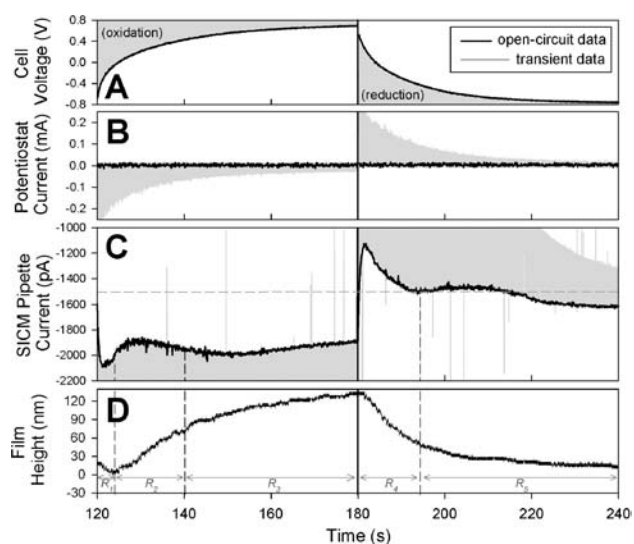 0.8
0.4
0.0
-0.4
-0.8
Cell
Voltage (V)
A
(oxidation)
(reduction)
open-circuit data
transient data
0.2
0.1
0.0
-0.1
-0.2
Potentiostat
Current (mA)
B
-1000
-1200
-1400
-1600
-1800
-2000
-2200
SICM Pipette
Current (pA)
C
120
90
60
30
0
-30
Film
Height (nm)
D
R1
R2
R3
R4
R5
120
140
160
180
200
220
240
Time (s)